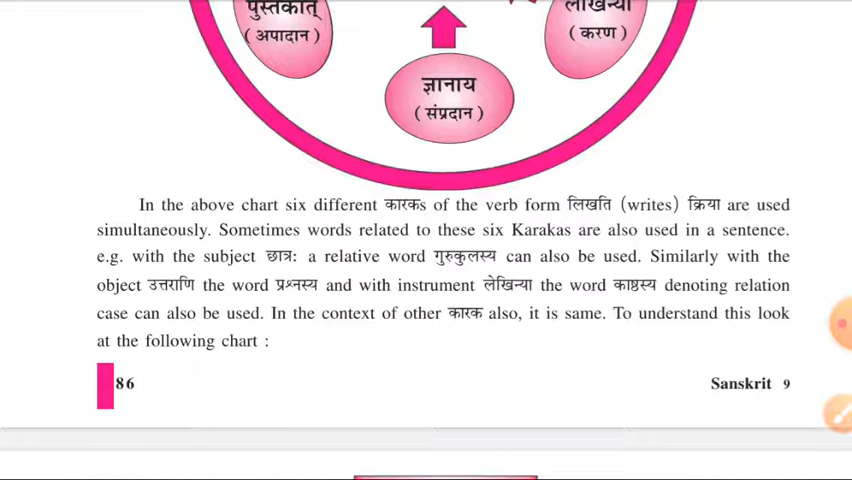 पुस्तकात्
(अपादान)
लेखिन्या
(करण)
ज्ञानाय
(संप्रदान)
In the above chart six different कारकs of the verb form लिखति (writes) क्रिया are used
simultaneously. Sometimes words related to these six Karakas are also used in a sentence.
e.g. with the subject छात्रः a relative word गुरुकुलस्य can also be used. Similarly with the
object उत्तराणि the word प्रश्नस्य and with instrument लेखिन्या the word काष्ठस्य denoting relation
case can also be used. In the context of other कारक also, it is same. To understand this look
at the following chart :
86
Sanskrit 9